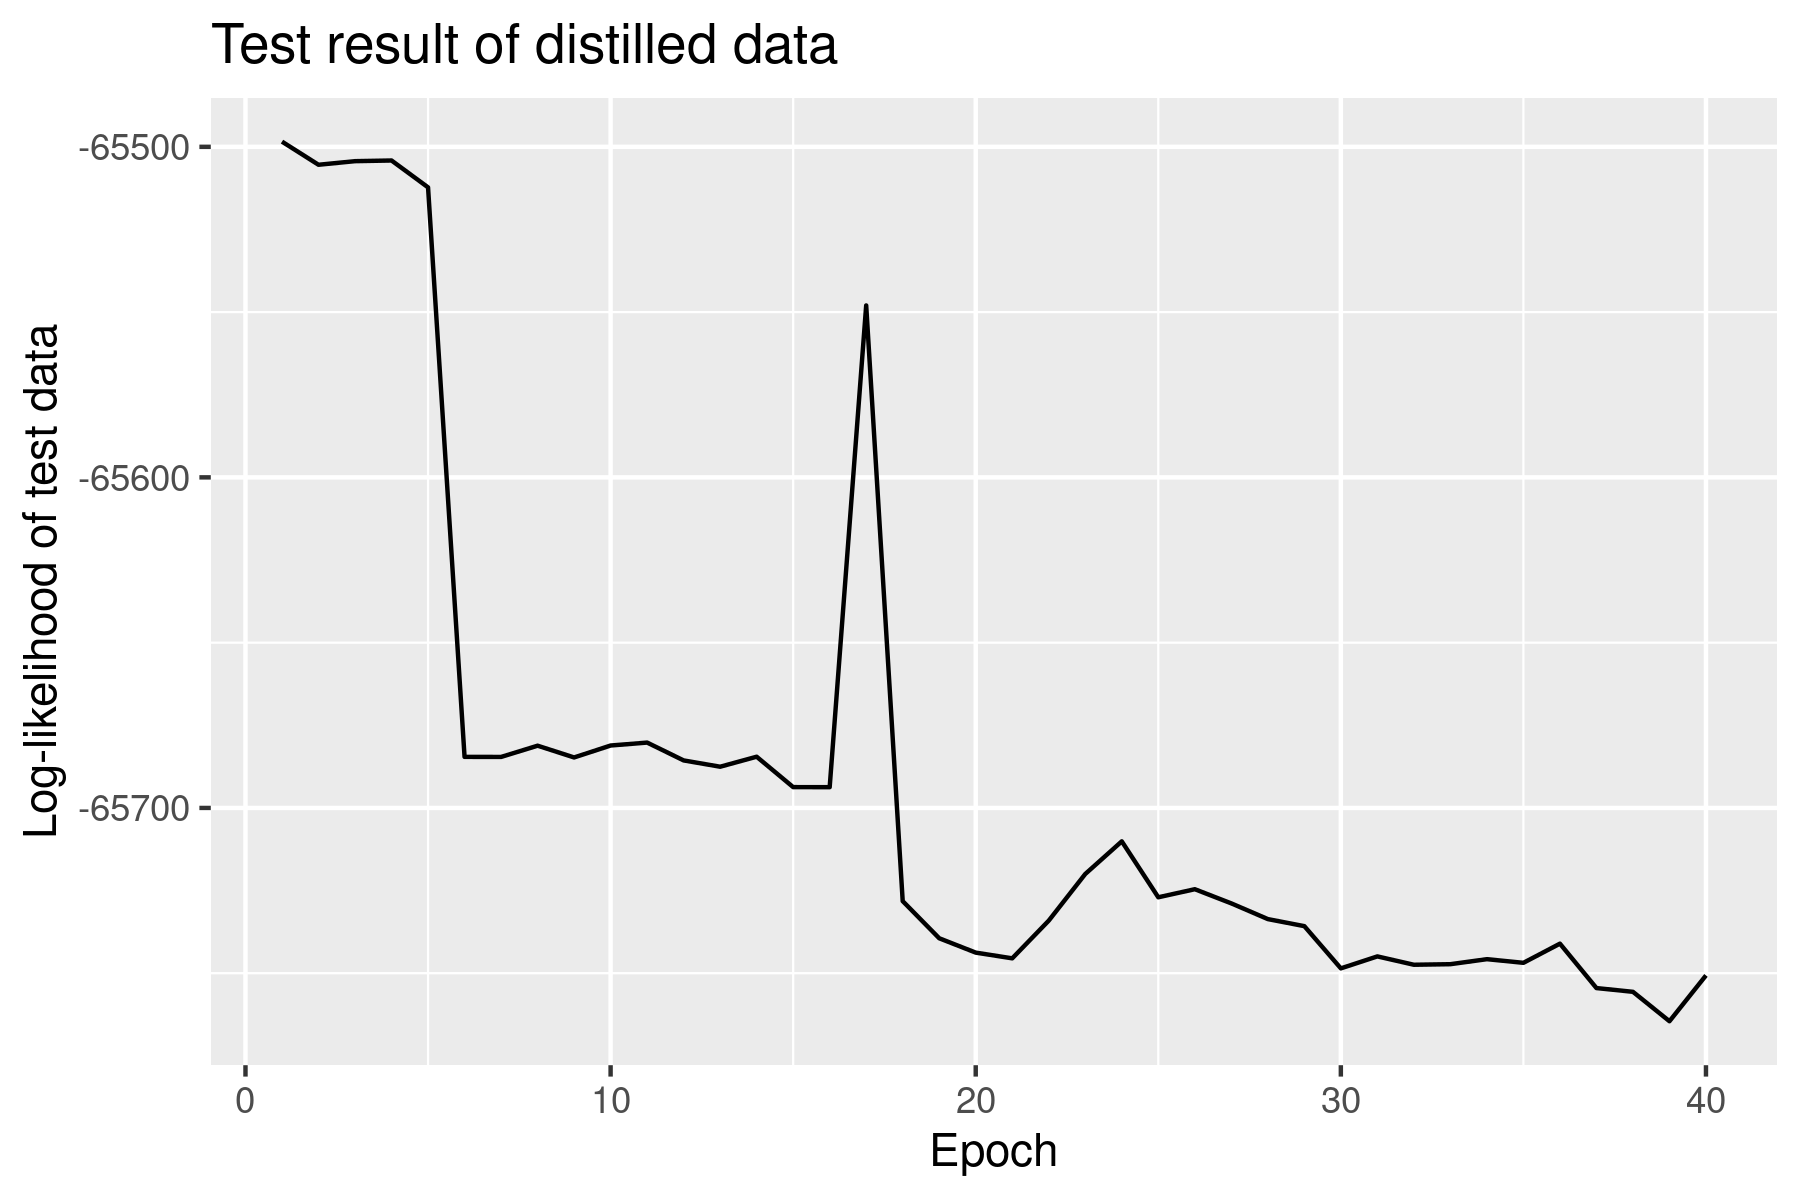 Test result of distilled data
Log-likelihood of test data
-65500
-65600
-65700
0 10 20 30 40
Epoch